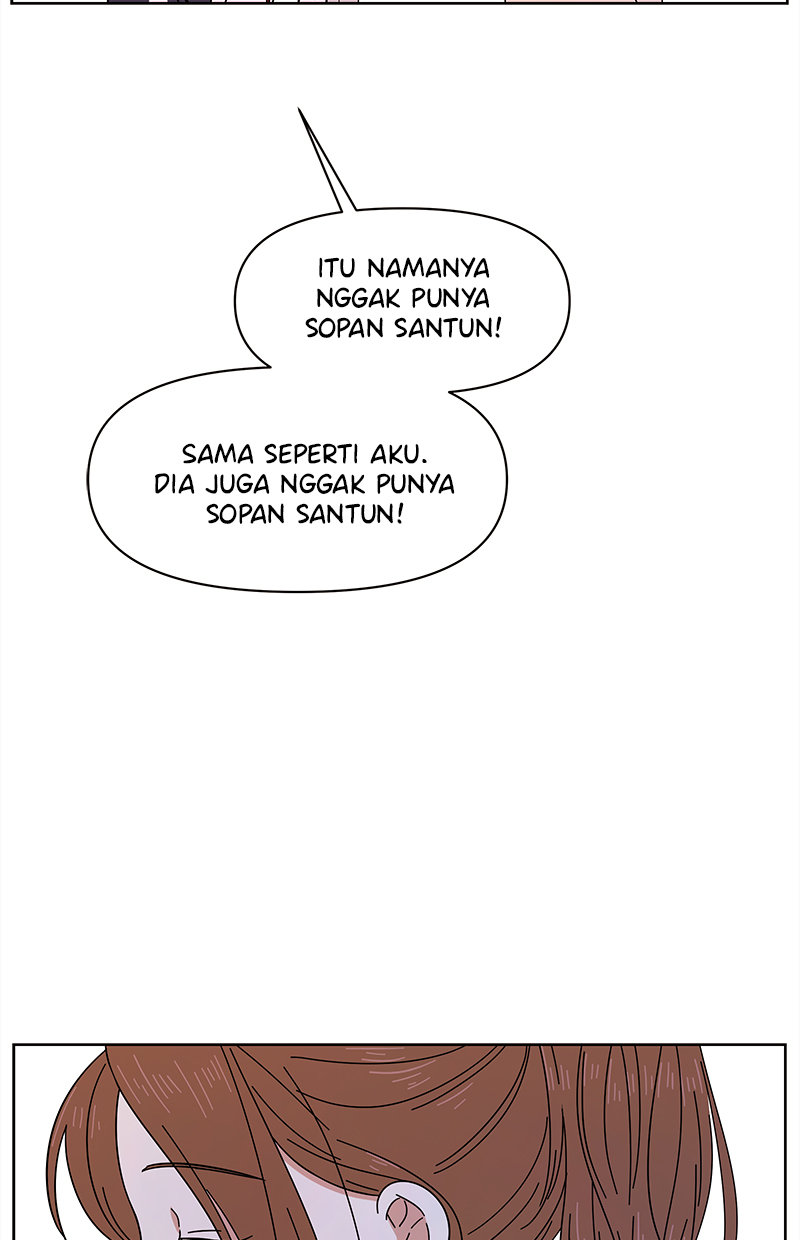 ITU NAMANYA
NGGAK PUNYA
SOPAN SANTUN!
SAMA SEPERTI AKU.
DIA JUGA NGGAK PUNYA
SOPAN SANTUN!